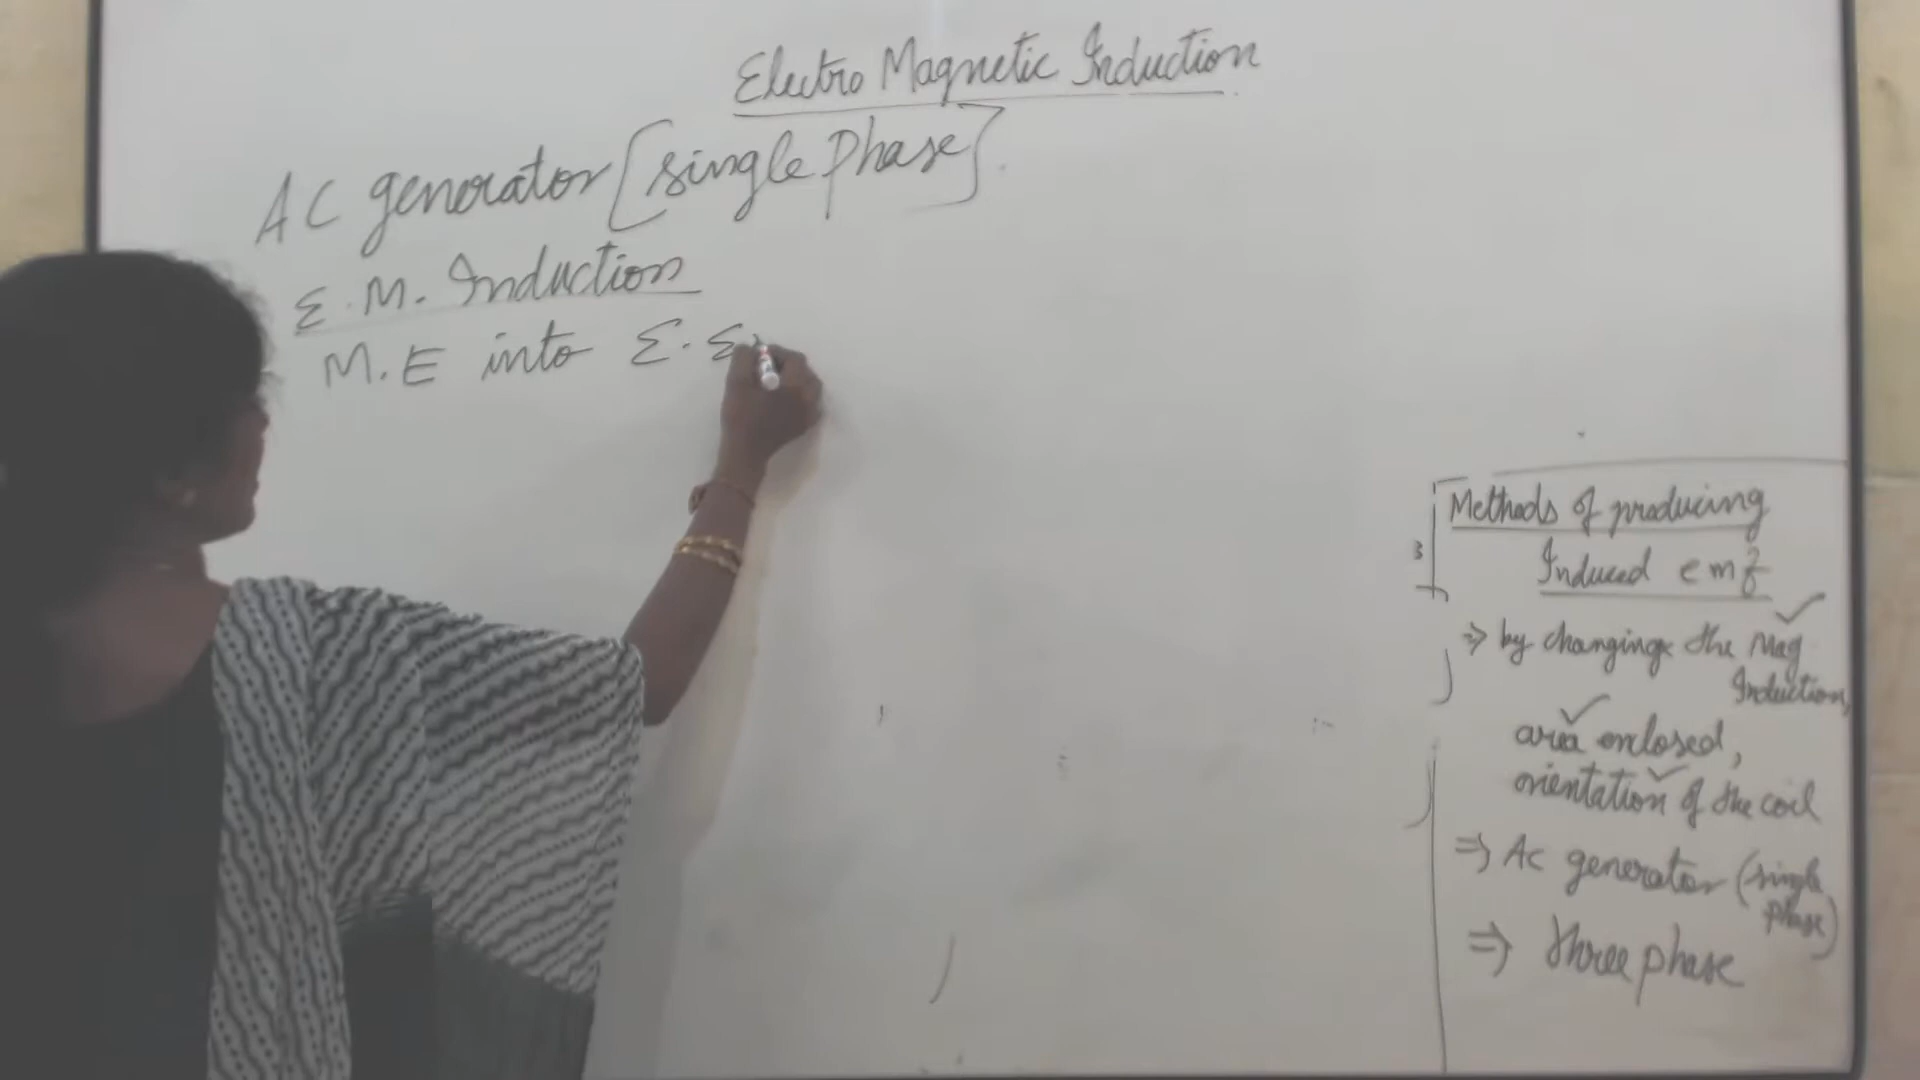 Electro Magnetic Induction
AC generator [single Phase].
E.M. Induction
M.E into E.E
Methods of producing
Induced emf
⇒ by changing the Mag
Induction,
area enclosed,
orientation of the coil
⇒ Ac generator (single
phase)
⇒ three phase